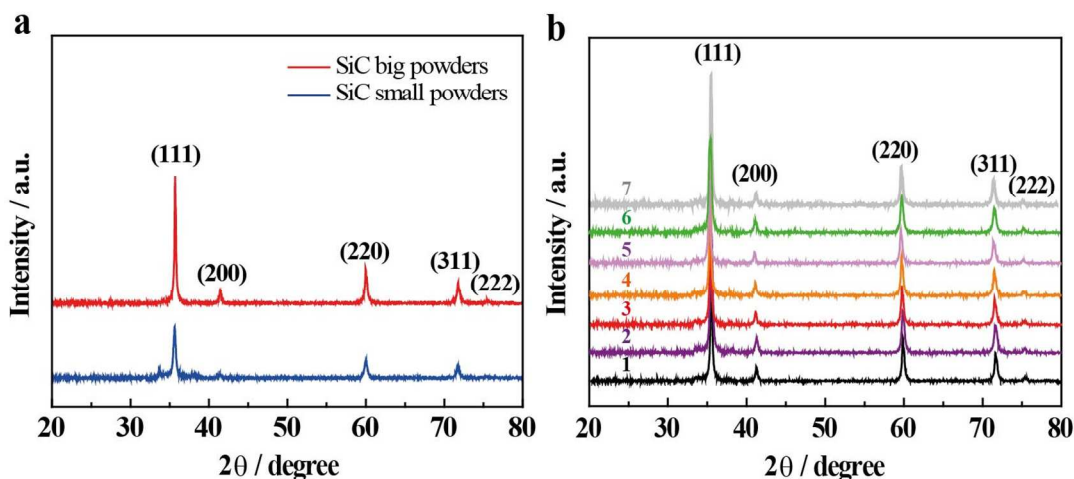 a
SiC big powders
SiC small powders
(111)
(200)
(220)
(311)
(222)
Intensity / a.u.
20 30 40 50 60 70 80
2θ / degree
b
(111)
(200)
(220)
(311)
(222)
7
6
5
4
3
2
1
Intensity / a.u.
20 30 40 50 60 70 80
2θ / degree